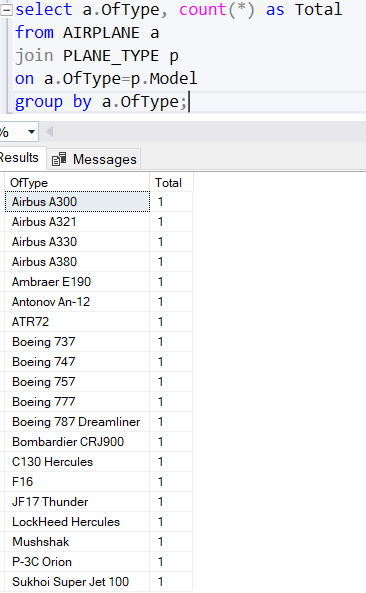 select a.OfType, count(*) as Total
from AIRPLANE a
join PLANE_TYPE p
on a.OfType=p.Model
group by a.OfType;
%
Results Messages
OfType Total
Airbus A300 1
Airbus A321 1
Airbus A330 1
Airbus A380 1
Ambraer E190 1
Antonov An-12 1
ATR72 1
Boeing 737 1
Boeing 747 1
Boeing 757 1
Boeing 777 1
Boeing 787 Dreamliner 1
Bombardier CRJ900 1
C130 Hercules 1
F16 1
JF17 Thunder 1
LockHeed Hercules 1
Mushshak 1
P-3C Orion 1
Sukhoi Super Jet 100 1